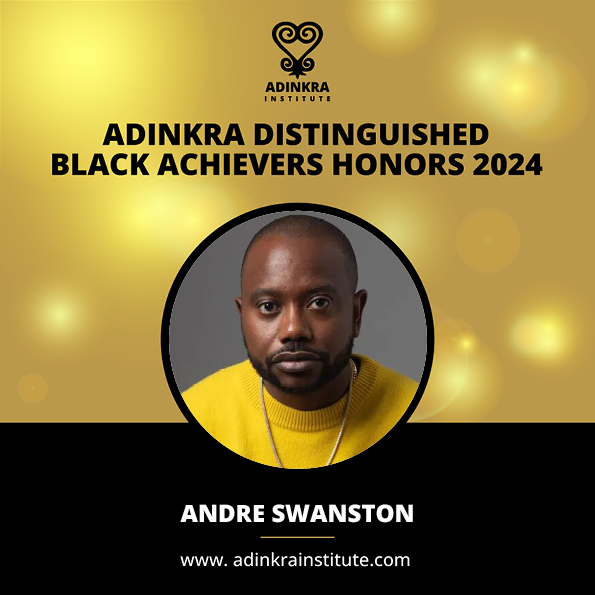 ADINKRA
INSTITUTE
ADINKRA DISTINGUISHED
BLACK ACHIEVERS HONORS 2024
ANDRE SWANSTON
www. adinkrainstitute.com